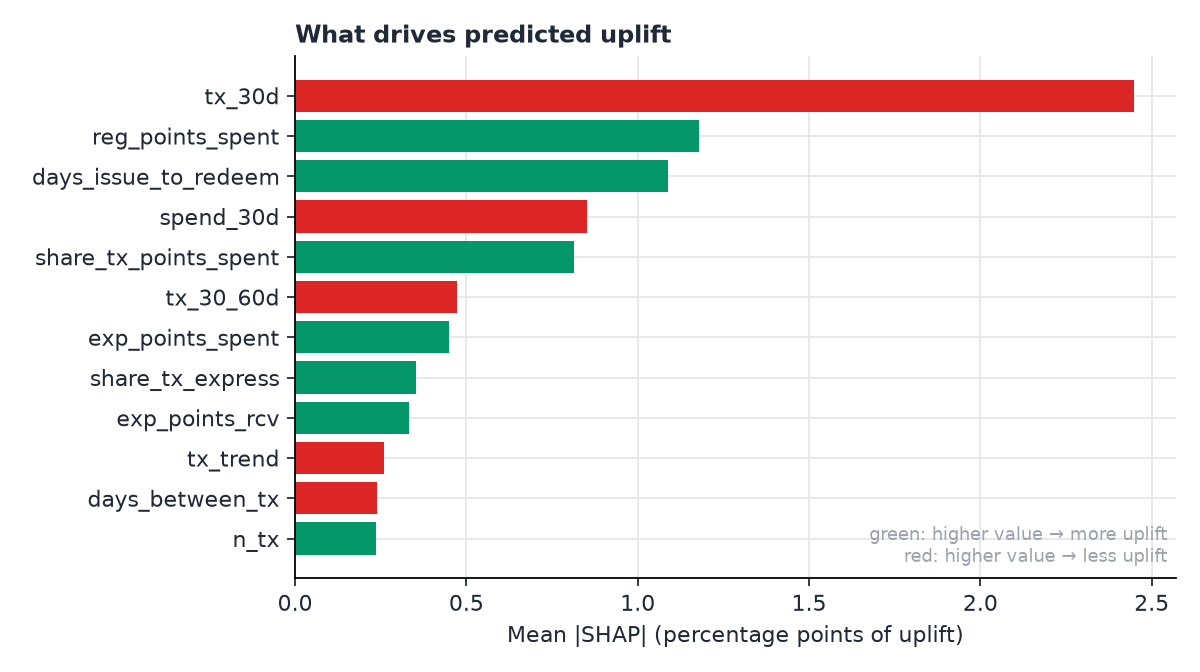 What drives predicted uplift
tx_30d
reg_points_spent
days_issue_to_redeem
spend_30d
share_tx_points_spent
tx_30_60d
exp_points_spent
share_tx_express
exp_points_rcv
tx_trend
days_between_tx
n_tx
green: higher value → more uplift
red: higher value → less uplift
0.0 0.5 1.0 1.5 2.0 2.5
Mean |SHAP| (percentage points of uplift)